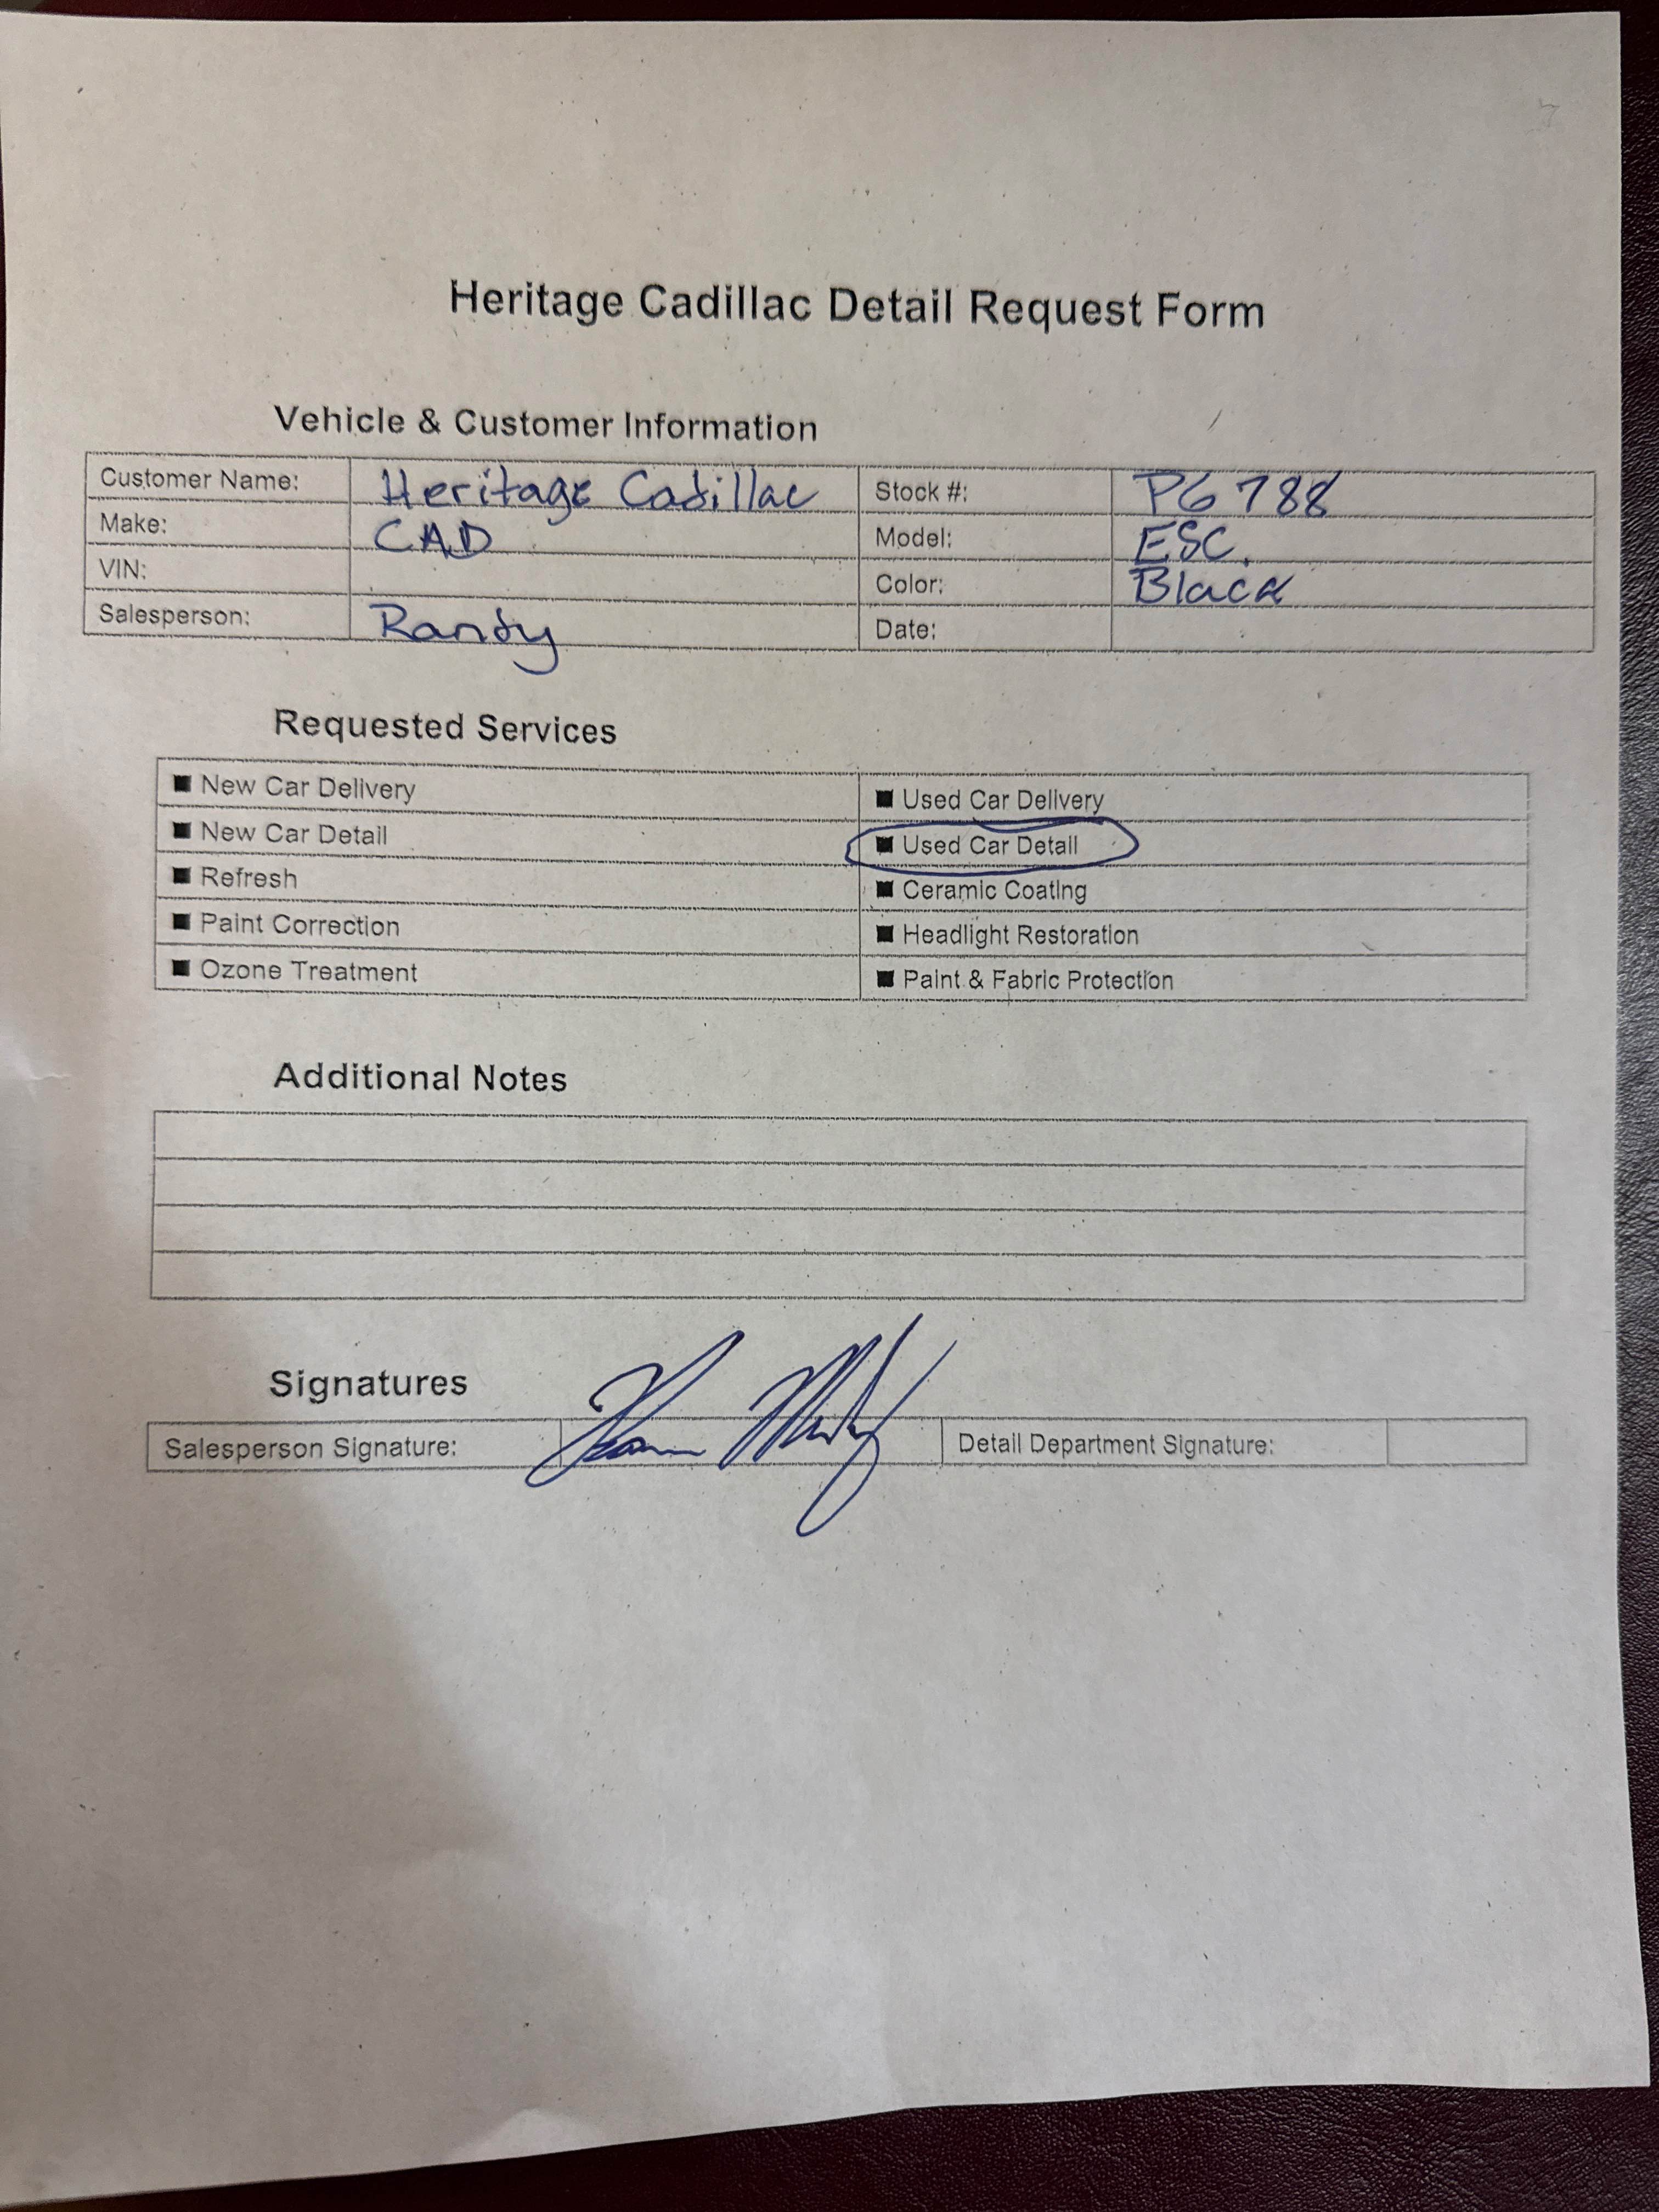 Heritage Cadillac Detail Request Form
Vehicle & Customer Information
Customer Name: Heritage Cadillac Stock #: P6788
Make: CAD Model: ESC.
VIN: Color: Black
Salesperson: Randy Date:
Requested Services
■ New Car Delivery ■ Used Car Delivery
■ New Car Detail ■ Used Car Detail
■ Refresh ■ Ceramic Coating
■ Paint Correction ■ Headlight Restoration
■ Ozone Treatment ■ Paint & Fabric Protection
Additional Notes
Signatures
Salesperson Signature: Detail Department Signature: